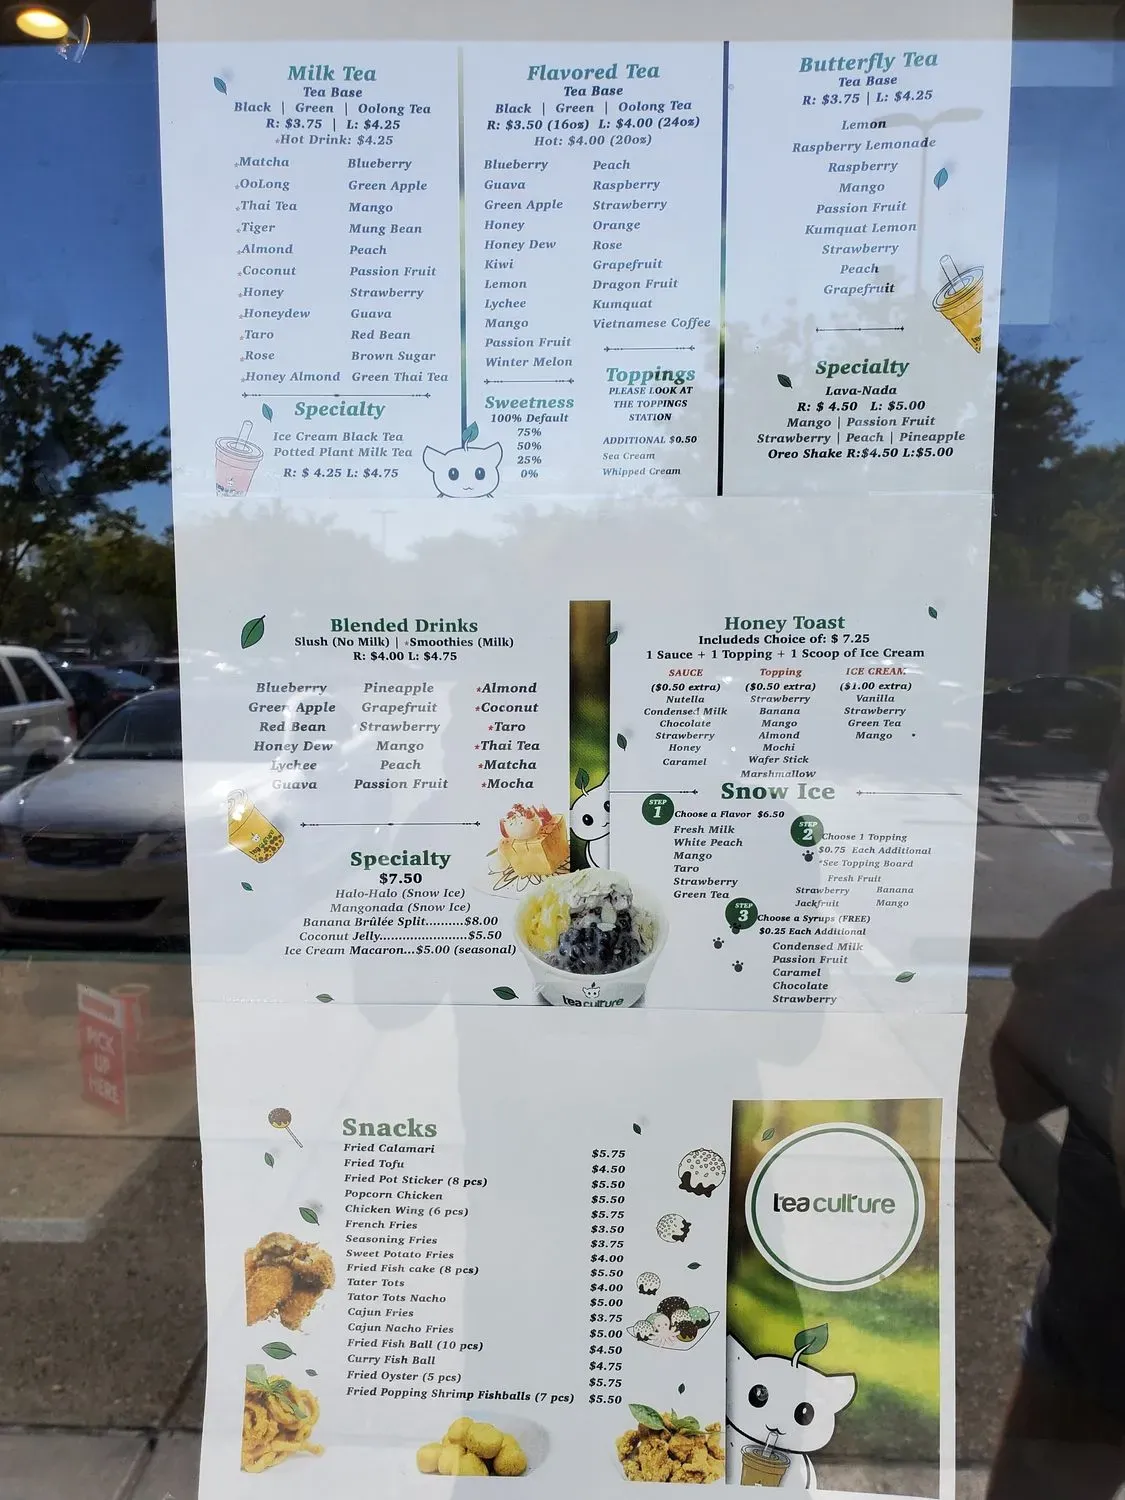 Milk Tea
Tea Base
Black | Green | Oolong Tea
R: $3.75 | L: $4.25
*Hot Drink: $4.25
*Matcha
*OoLong
*Thai Tea
*Tiger
*Almond
*Coconut
*Honey
*Honeydew
*Taro
*Rose
*Honey Almond
Blueberry
Green Apple
Mango
Mung Bean
Peach
Passion Fruit
Strawberry
Guava
Red Bean
Brown Sugar
Green Thai Tea
Specialty
Ice Cream Black Tea
Potted Plant Milk Tea
R: $ 4.25 L: $4.75
Flavored Tea
Tea Base
Black | Green | Oolong Tea
R: $3.50 (16oz) L: $4.00 (24oz)
Hot: $4.00 (20oz)
Blueberry
Guava
Green Apple
Honey
Honey Dew
Kiwi
Lemon
Lychee
Mango
Passion Fruit
Winter Melon
Peach
Raspberry
Strawberry
Orange
Rose
Grapefruit
Dragon Fruit
Kumquat
Vietnamese Coffee
Sweetness
100% Default
75%
50%
25%
0%
Toppings
PLEASE LOOK AT
THE TOPPINGS
STATION
ADDITIONAL $0.50
Sea Cream
Whipped Cream
Butterfly Tea
Tea Base
R: $3.75 | L: $4.25
Lemon
Raspberry Lemonade
Raspberry
Mango
Passion Fruit
Kumquat Lemon
Strawberry
Peach
Grapefruit
Specialty
Lava-Nada
R: $ 4.50 L: $5.00
Mango | Passion Fruit
Strawberry | Peach | Pineapple
Oreo Shake R:$4.50 L:$5.00
Blended Drinks
Slush (No Milk) | *Smoothies (Milk)
R: $4.00 L: $4.75
Blueberry
Green Apple
Red Bean
Honey Dew
Lychee
Guava
Pineapple
Grapefruit
Strawberry
Mango
Peach
Passion Fruit
*Almond
*Coconut
*Taro
*Thai Tea
*Matcha
*Mocha
Specialty
$7.50
Halo-Halo (Snow Ice)
Mangonada (Snow Ice)
Banana Brûlée Split.........$8.00
Coconut Jelly......................$5.50
Ice Cream Macaron...$5.00 (seasonal)
Honey Toast
Includeds Choice of: $ 7.25
1 Sauce + 1 Topping + 1 Scoop of Ice Cream
SAUCE
($0.50 extra)
Nutella
Condensed Milk
Chocolate
Strawberry
Honey
Caramel
Topping
($0.50 extra)
Strawberry
Banana
Mango
Almond
Mochi
Wafer Stick
Marshmallow
ICE CREAM
($1.00 extra)
Vanilla
Strawberry
Green Tea
Mango
Snow Ice
STEP
1
Choose a Flavor $6.50
Fresh Milk
White Peach
Mango
Taro
Strawberry
Green Tea
STEP
2
Choose 1 Topping
$0.75 Each Additional
*See Topping Board
Fresh Fruit
Strawberry Banana
Jackfruit Mango
STEP
3
Choose a Syrups (FREE)
$0.25 Each Additional
Condensed Milk
Passion Fruit
Caramel
Chocolate
Strawberry
tea culture
PICK
UP
HERE
Snacks
Fried Calamari $5.75
Fried Tofu $4.50
Fried Pot Sticker (8 pcs) $5.50
Popcorn Chicken $5.50
Chicken Wing (6 pcs) $5.75
French Fries $3.50
Seasoning Fries $3.75
Sweet Potato Fries $4.00
Fried Fish cake (8 pcs) $5.50
Tater Tots $4.00
Tator Tots Nacho $5.00
Cajun Fries $3.75
Cajun Nacho Fries $5.00
Fried Fish Ball (10 pcs) $4.50
Curry Fish Ball $4.75
Fried Oyster (5 pcs) $5.75
Fried Popping Shrimp Fishballs (7 pcs) $5.50
tea culture